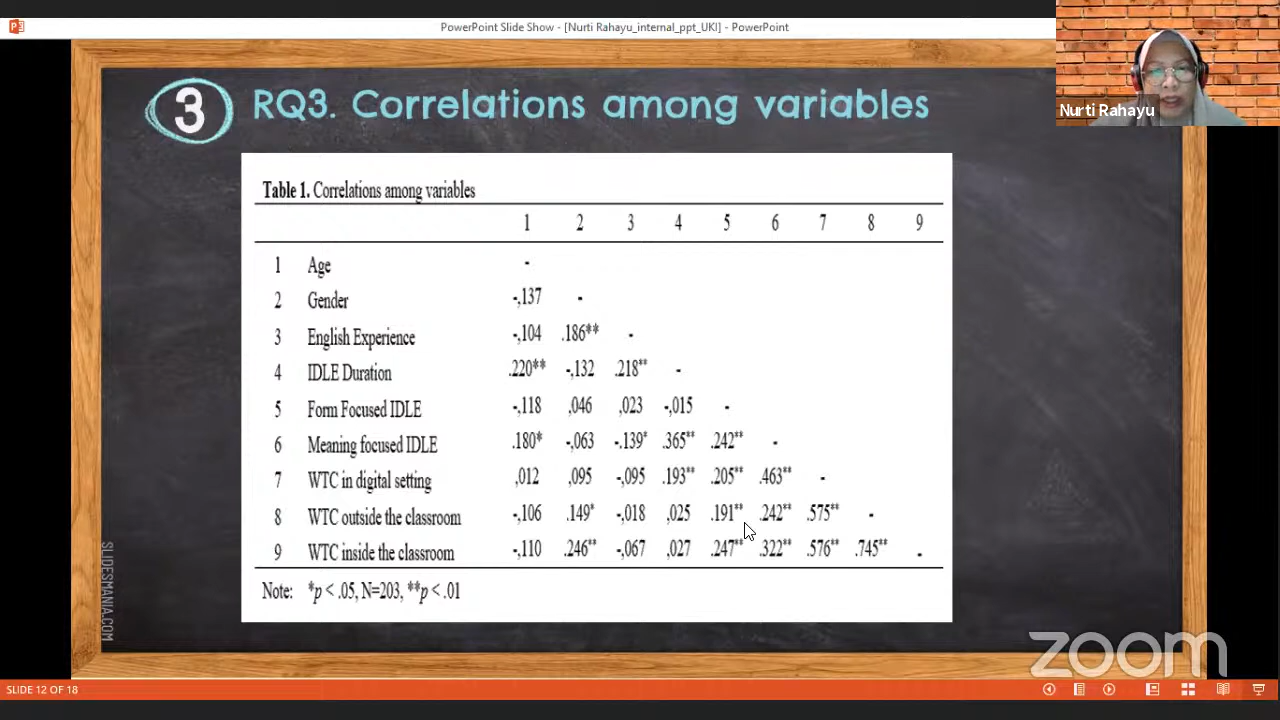 PowerPoint Slide Show - [Nurti Rahayu_internal_ppt_UKI] - PowerPoint
Nurti Rahayu
3 RQ3. Correlations among variables
Table 1. Correlations among variables
1 2 3 4 5 6 7 8 9
1 Age -
2 Gender -,137 -
3 English Experience -,104 .186** -
4 IDLE Duration .220** -,132 .218** -
5 Form Focused IDLE -,118 ,046 ,023 -,015 -
6 Meaning focused IDLE .180* -,063 -,139* .365** .242** -
7 WTC in digital setting ,012 ,095 -,095 .193** .205** .463** -
8 WTC outside the classroom -,106 .149* -,018 ,025 .191** .242** .575** -
9 WTC inside the classroom -,110 .246** -,067 ,027 .247** .322** .576** .745** -
Note: *p < .05, N=203, **p < .01
SLIDESMANIA.COM
zoom
SLIDE 12 OF 18